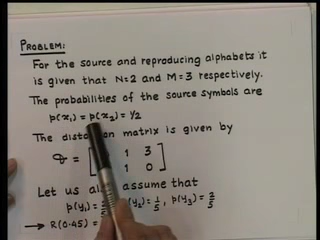 PROBLEM:
For the source and reproducing alphabets it
is given that N=2 and M=3 respectively.
The probabilities of the source symbols are
p(x₁) = p(x₂) = 1/2
The matrix is given by
1 3
1 0
Let us assume that
p(y₁) = (y₂) = 1/5, p(y₃) = 2/5
→ R(0.45) =